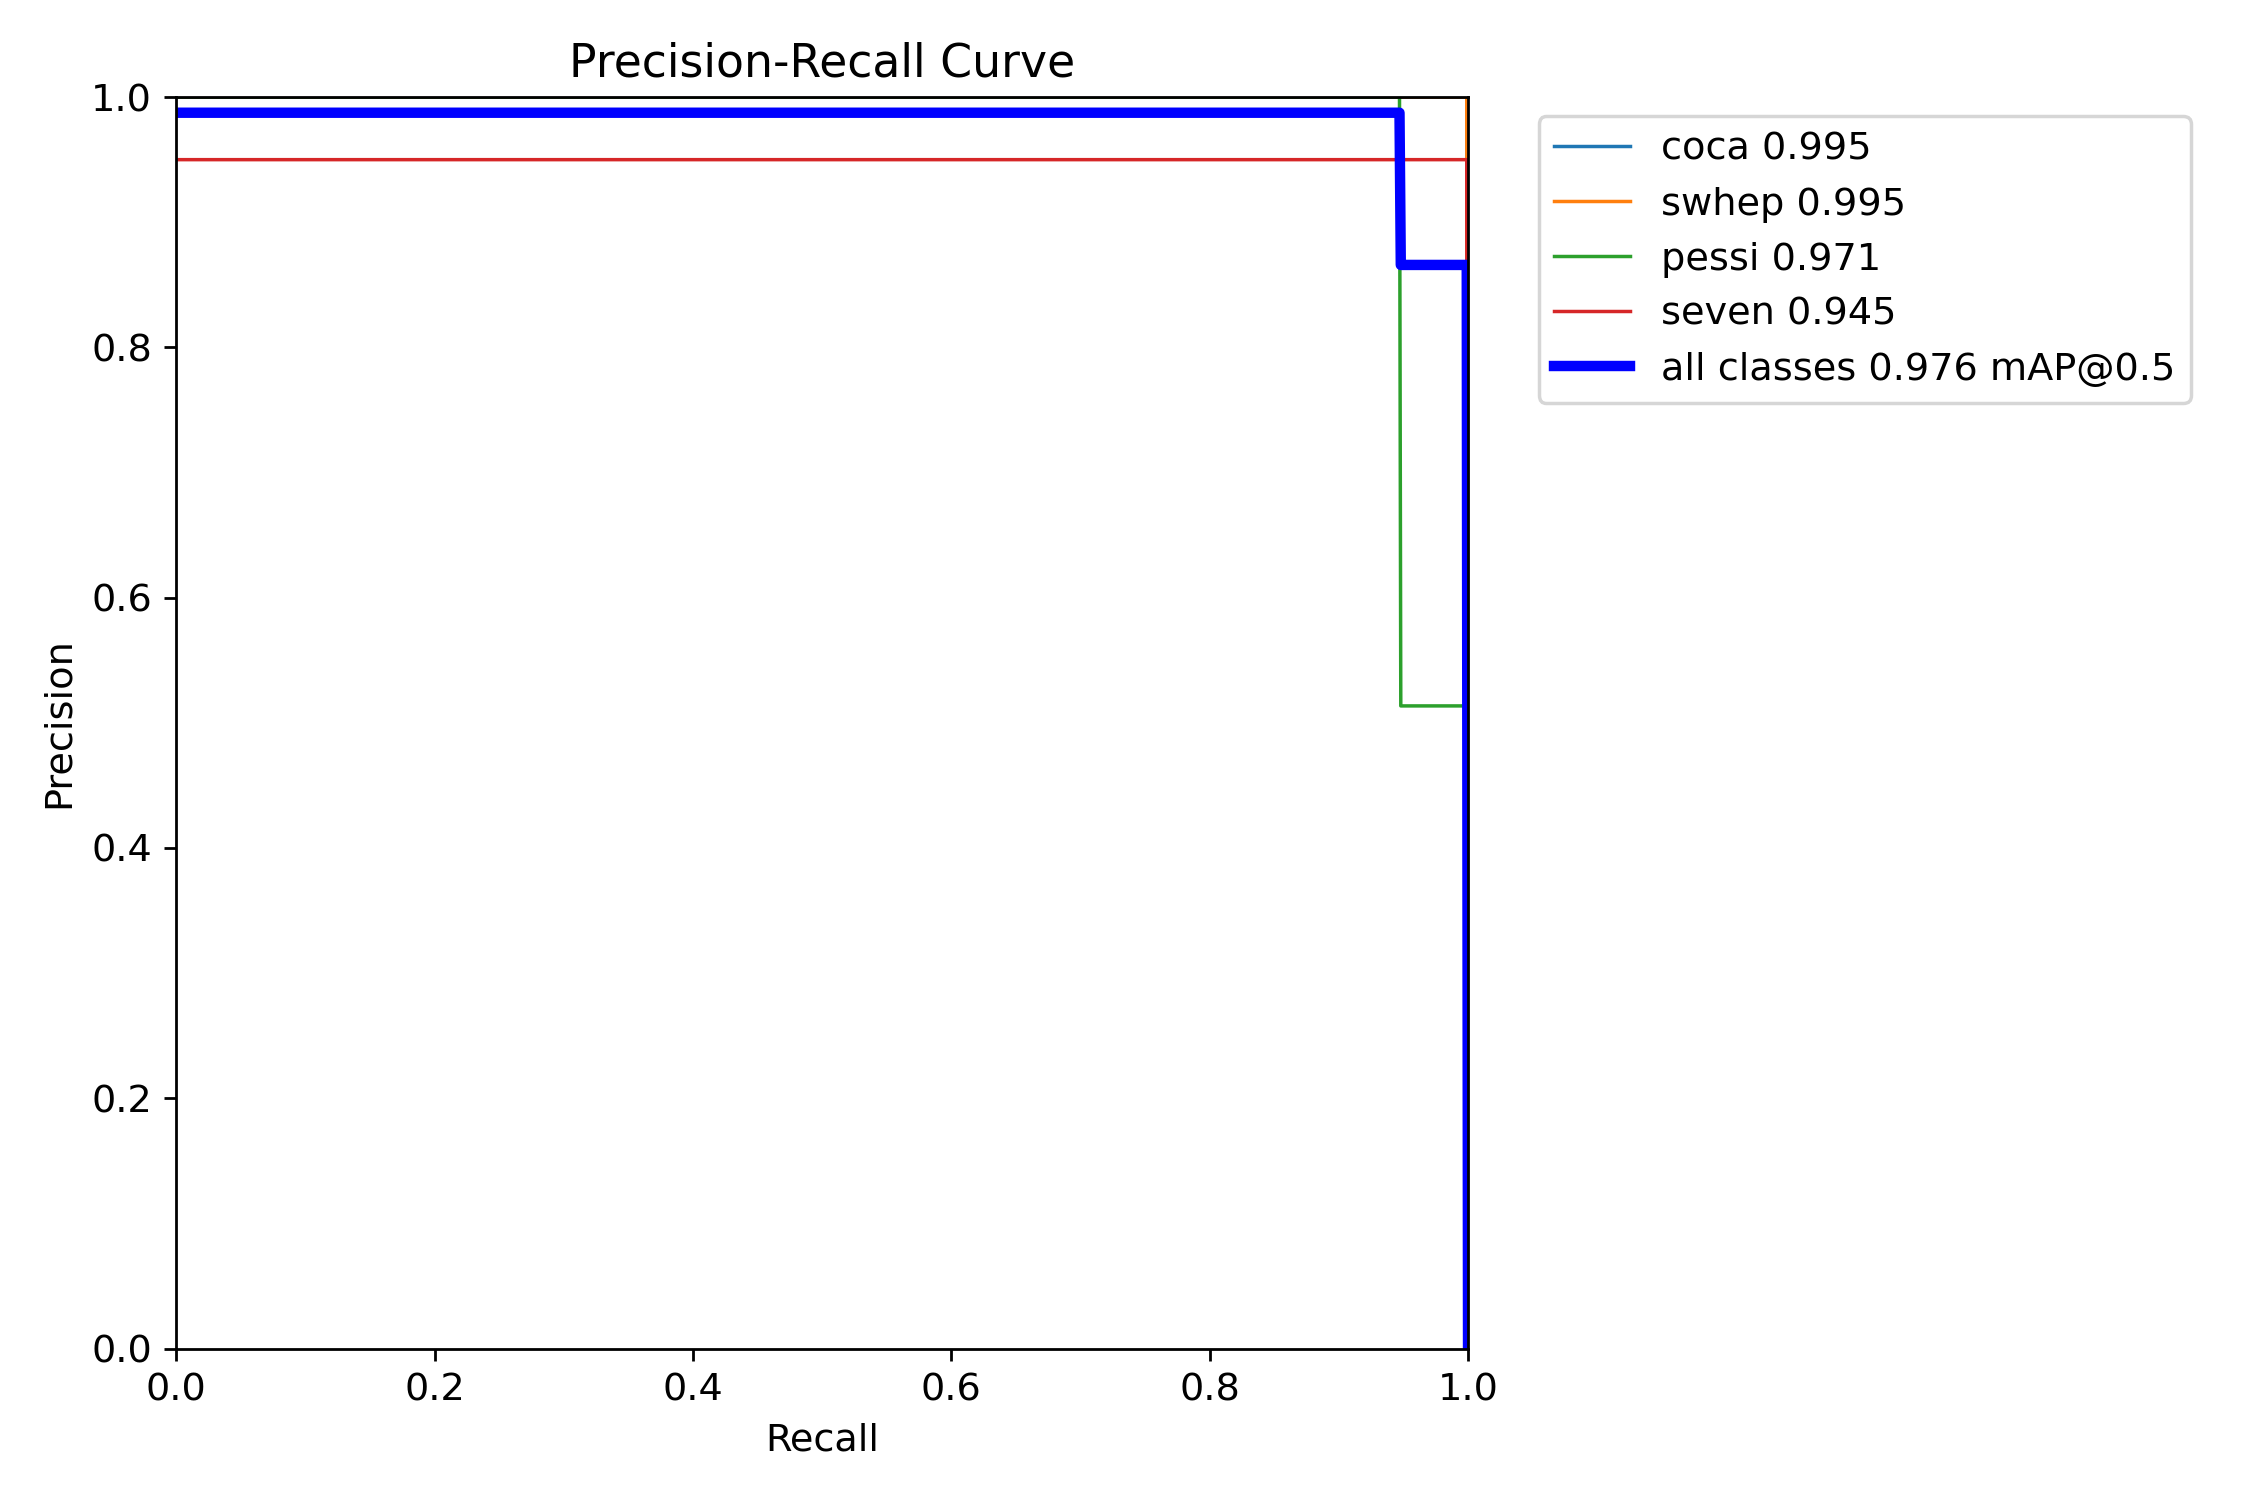 Precision-Recall Curve
1.0
0.8
0.6
0.4
0.2
0.0
Precision
0.0 0.2 0.4 0.6 0.8 1.0
Recall
coca 0.995
swhep 0.995
pessi 0.971
seven 0.945
all classes 0.976 mAP@0.5